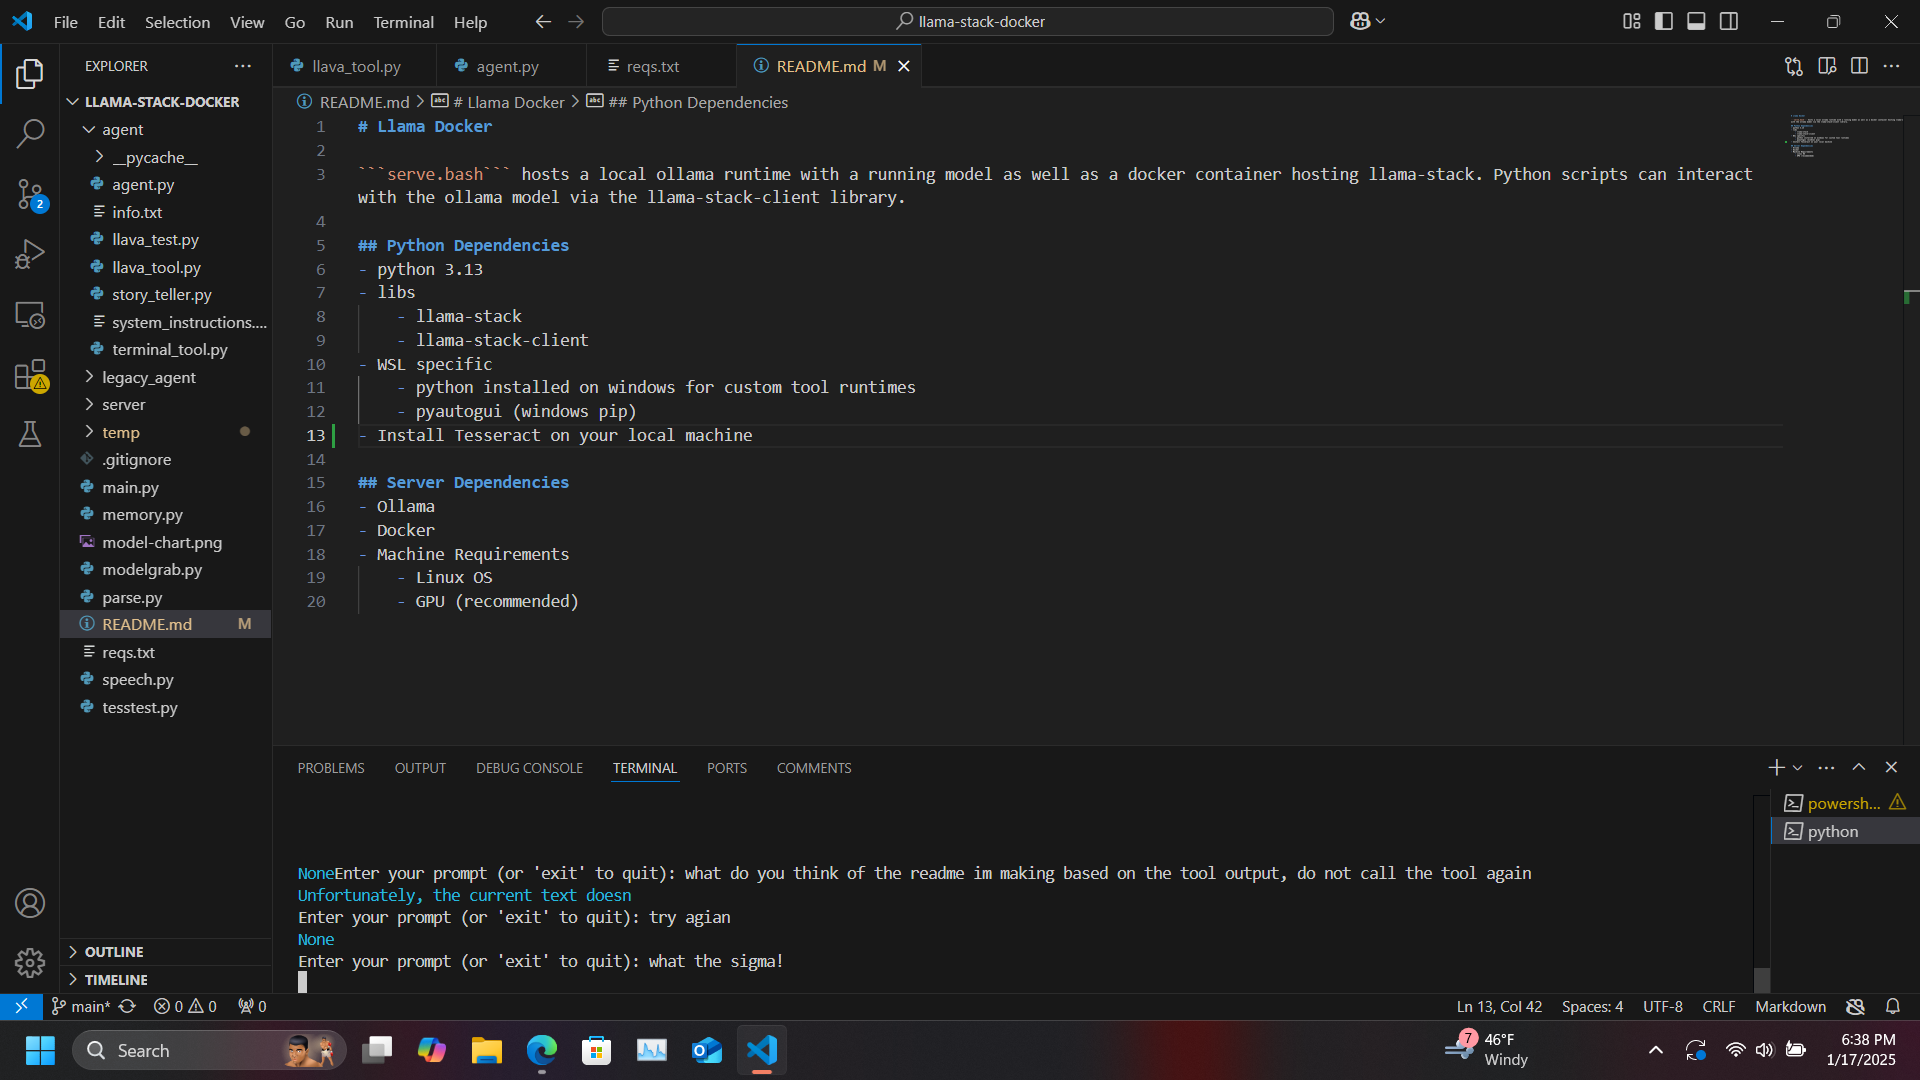 File Edit Selection View Go Run Terminal Help
llama-stack-docker
EXPLORER
LLAMA-STACK-DOCKER
agent
__pycache__
agent.py
info.txt
llava_test.py
llava_tool.py
story_teller.py
system_instructions....
terminal_tool.py
legacy_agent
server
temp
.gitignore
main.py
memory.py
model-chart.png
modelgrab.py
parse.py
README.md M
reqs.txt
speech.py
tesstest.py
OUTLINE
TIMELINE
2
llava_tool.py agent.py reqs.txt README.md M
README.md > # Llama Docker > ## Python Dependencies
1 # Llama Docker
2
3 ```serve.bash``` hosts a local ollama runtime with a running model as well as a docker container hosting llama-stack. Python scripts can interact
with the ollama model via the llama-stack-client library.
4
5 ## Python Dependencies
6 - python 3.13
7 - libs
8 - llama-stack
9 - llama-stack-client
10 - WSL specific
11 - python installed on windows for custom tool runtimes
12 - pyautogui (windows pip)
13 - Install Tesseract on your local machine
14
15 ## Server Dependencies
16 - Ollama
17 - Docker
18 - Machine Requirements
19 - Linux OS
20 - GPU (recommended)
PROBLEMS OUTPUT DEBUG CONSOLE TERMINAL PORTS COMMENTS
powersh...
python
NoneEnter your prompt (or 'exit' to quit): what do you think of the readme im making based on the tool output, do not call the tool again
Unfortunately, the current text doesn
Enter your prompt (or 'exit' to quit): try agian
None
Enter your prompt (or 'exit' to quit): what the sigma!
main* 0 0 0 Ln 13, Col 42 Spaces: 4 UTF-8 CRLF Markdown
Search
7
46°F
Windy
6:38 PM
1/17/2025